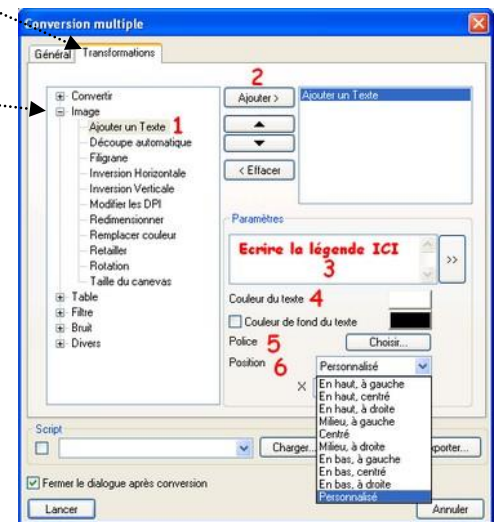 Conversion multiple
Général
Transformations
Convertir
Image
Ajouter un Texte 1
Découpe automatique
Filigrane
Inversion Horizontale
Inversion Verticale
Modifier les DPI
Redimensionner
Remplacer couleur
Retailler
Rotation
Taille du canevas
Table
Filtre
Bruit
Divers
2
Ajouter >
< Effacer
Ajouter un Texte
Paramètres
Ecrire la légende ICI
3
>>
Couleur du texte 4
Couleur de fond du texte
Police 5
Choisir...
Position 6
Personnalisé
X
En haut, à gauche
En haut, centré
En haut, à droite
Milieu, à gauche
Centré
Milieu, à droite
En bas, à gauche
En bas, centré
En bas, à droite
Personnalisé
Script
Charger...
porter...
Fermer le dialogue après conversion
Lancer
Annuler